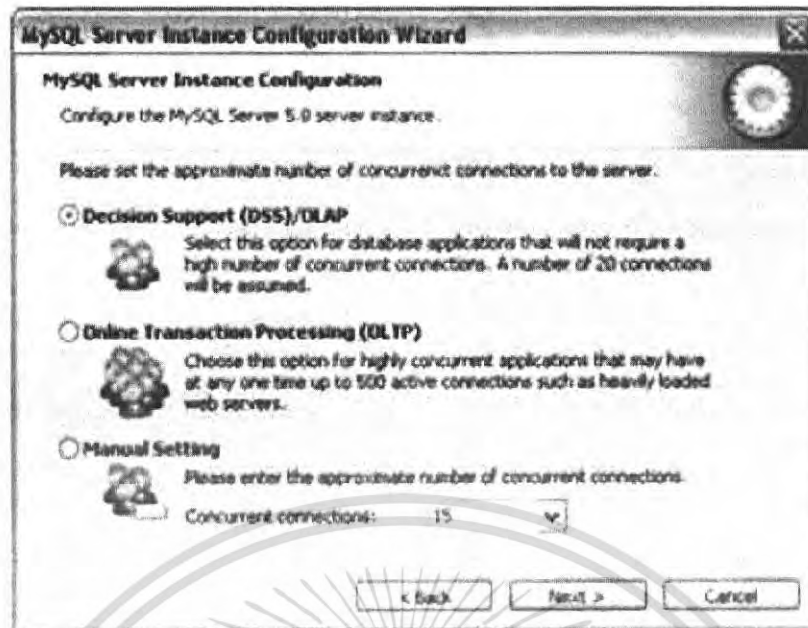 MySQL Server Instance Configuration Wizard
MySQL Server Instance Configuration
Configure the MySQL Server 5.0 server instance.
Please set the approximate number of concurrenct connections to the server.
Decision Support (DSS)/OLAP
Select this option for database applications that will not require a
high number of concurrent connections. A number of 20 connections
will be assumed.
Online Transaction Processing (OLTP)
Choose this option for highly concurrent applications that may have
at any one time up to 500 active connections such as heavily loaded
web servers.
Manual Setting
Please enter the approximate number of concurrent connections.
Concurrent connections: 15
< Back Next > Cancel